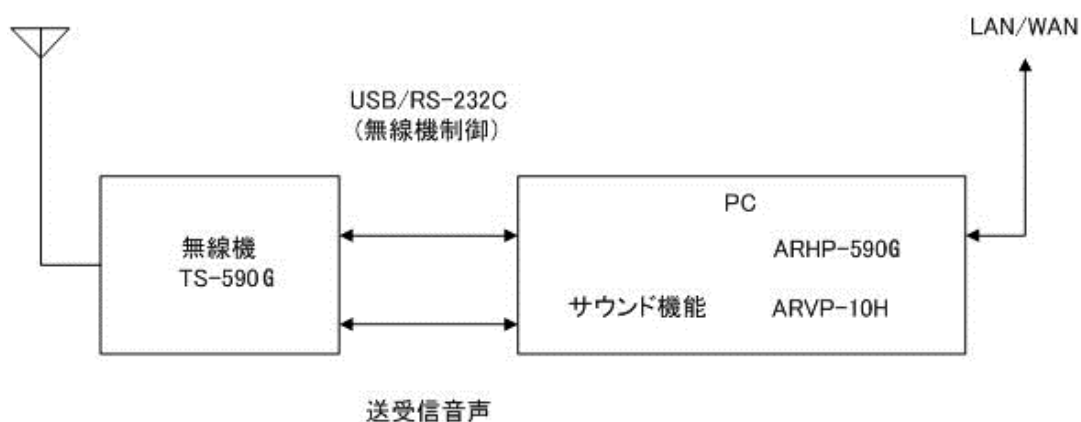 LAN/WAN
USB/RS-232C
（無線機制御）
無線機
TS-590G
PC
ARHP-590G
サウンド機能 ARVP-10H
送受信音声